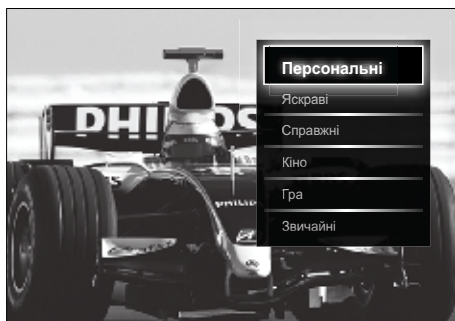 Персональні
Яскраві
Справжні
Кіно
Гра
Звичайні
PHILIPS